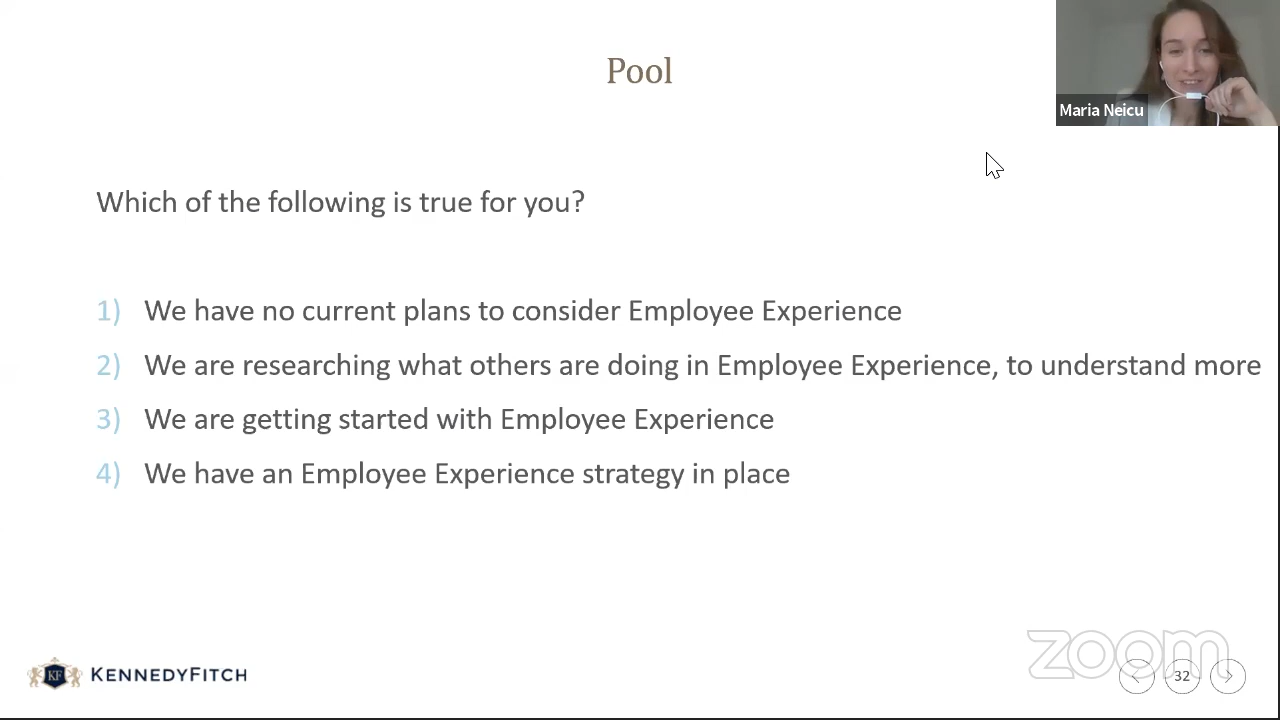 Pool
Maria Neicu
Which of the following is true for you?
1) We have no current plans to consider Employee Experience
2) We are researching what others are doing in Employee Experience, to understand more
3) We are getting started with Employee Experience
4) We have an Employee Experience strategy in place
KF KENNEDYFITCH
zoom
32